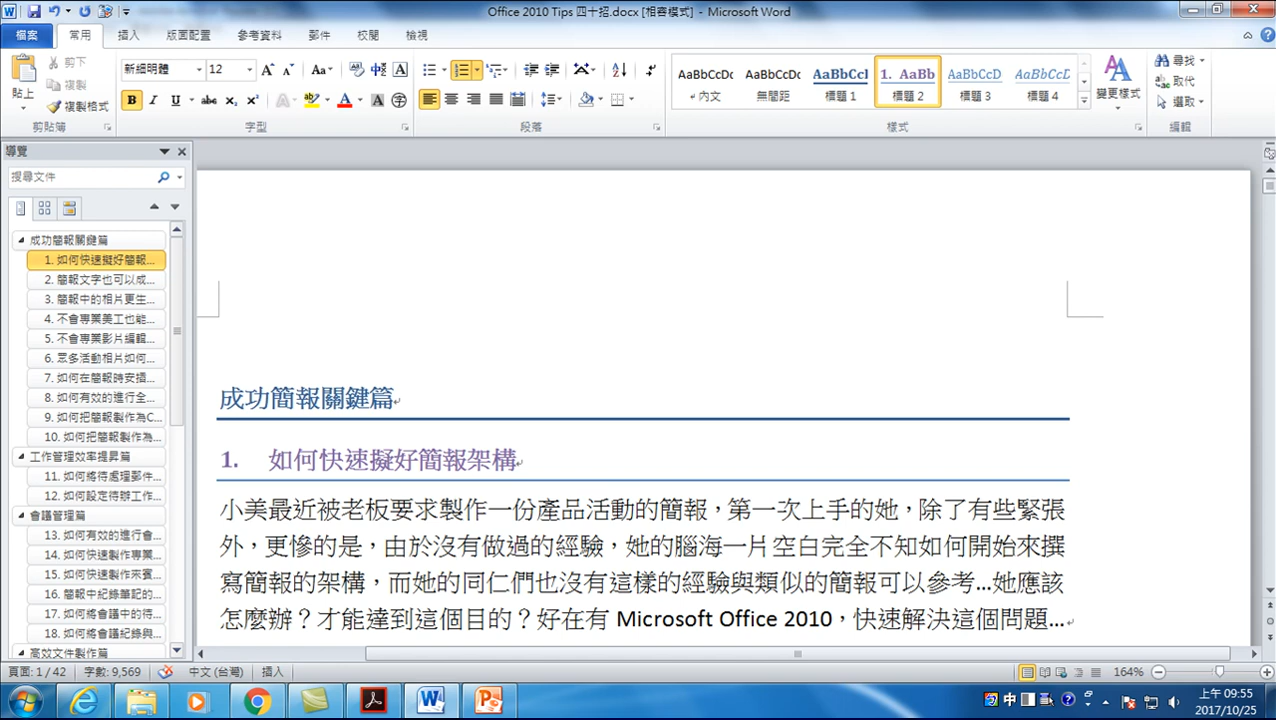 Office 2010 Tips 四十招.docx [相容模式] - Microsoft Word
檔案 常用 插入 版面配置 參考資料 郵件 校閱 檢視
貼上 剪下 複製 複製格式
新細明體 12
AaBbCcDc AaBbCcDc AaBbCcI 1. AaBb AaBbCcD AaBbCcD
內文 無間距 標題 1 標題 2 標題 3 標題 4
變更樣式
尋找
取代
選取
剪貼簿 字型 段落 樣式 編輯
導覽
搜尋文件
成功簡報關鍵篇
1. 如何快速擬好簡報...
2. 簡報文字也可以成...
3. 簡報中的相片更生...
4. 不會專業美工也能...
5. 不會專業影片編輯...
6. 眾多活動相片如何...
7. 如何在簡報時安插...
8. 如何有效的進行全...
9. 如何把簡報製作為C...
10. 如何把簡報製作為...
工作管理效率提昇篇
11. 如何將待處理郵件...
12. 如何設定待辦工作...
會議管理篇
13. 如何有效的進行會...
14. 如何快速製作專業...
15. 如何快速製作來賓...
16. 簡報中紀錄筆記的...
17. 如何將會議中的待...
18. 如何將會議紀錄與...
高效文件製作篇
成功簡報關鍵篇
1. 如何快速擬好簡報架構
小美最近被老板要求製作一份產品活動的簡報，第一次上手的她，除了有些緊張
外，更慘的是，由於沒有做過的經驗，她的腦海一片空白完全不知如何開始來撰
寫簡報的架構，而她的同仁們也沒有這樣的經驗與類似的簡報可以參考...她應該
怎麼辦？才能達到這個目的？好在有 Microsoft Office 2010，快速解決這個問題...
頁面: 1 / 42 字數: 9,569 中文 (台灣) 插入 164%
上午 09:55
2017/10/25